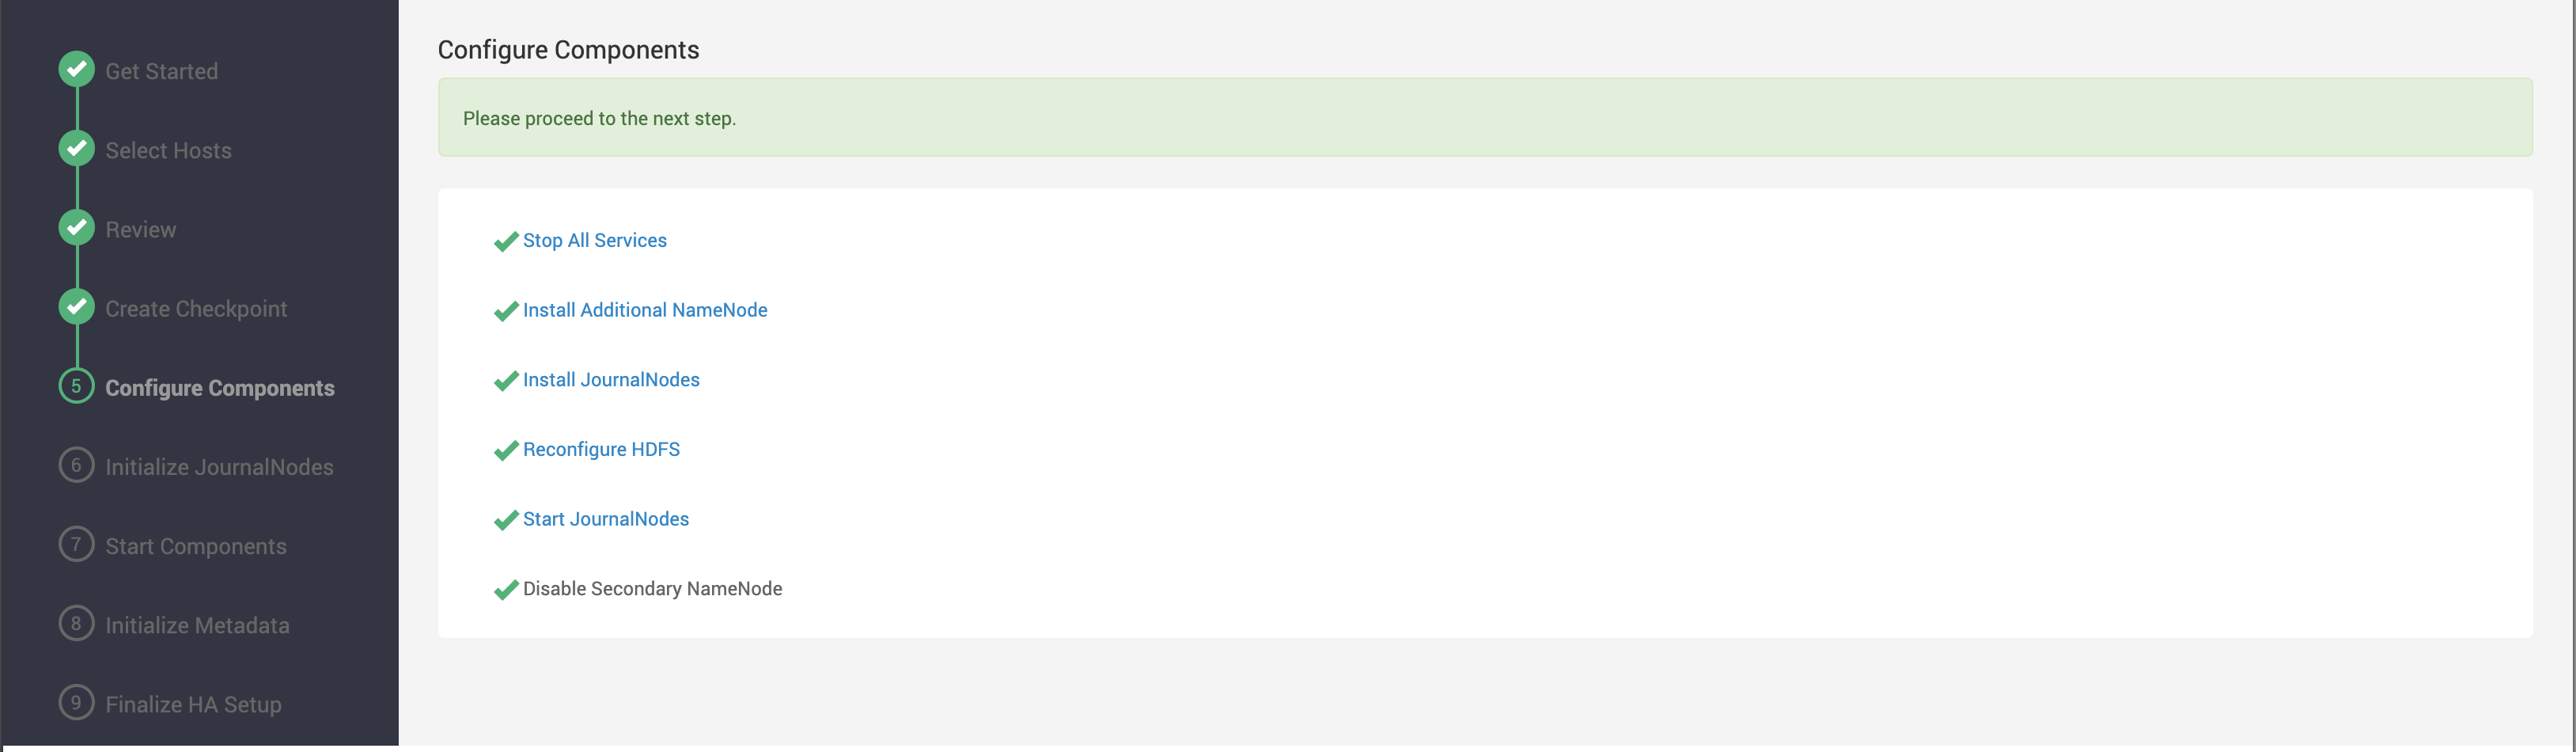 Get Started
Select Hosts
Review
Create Checkpoint
5 Configure Components
6 Initialize JournalNodes
7 Start Components
8 Initialize Metadata
9 Finalize HA Setup
Configure Components
Please proceed to the next step.
Stop All Services
Install Additional NameNode
Install JournalNodes
Reconfigure HDFS
Start JournalNodes
Disable Secondary NameNode